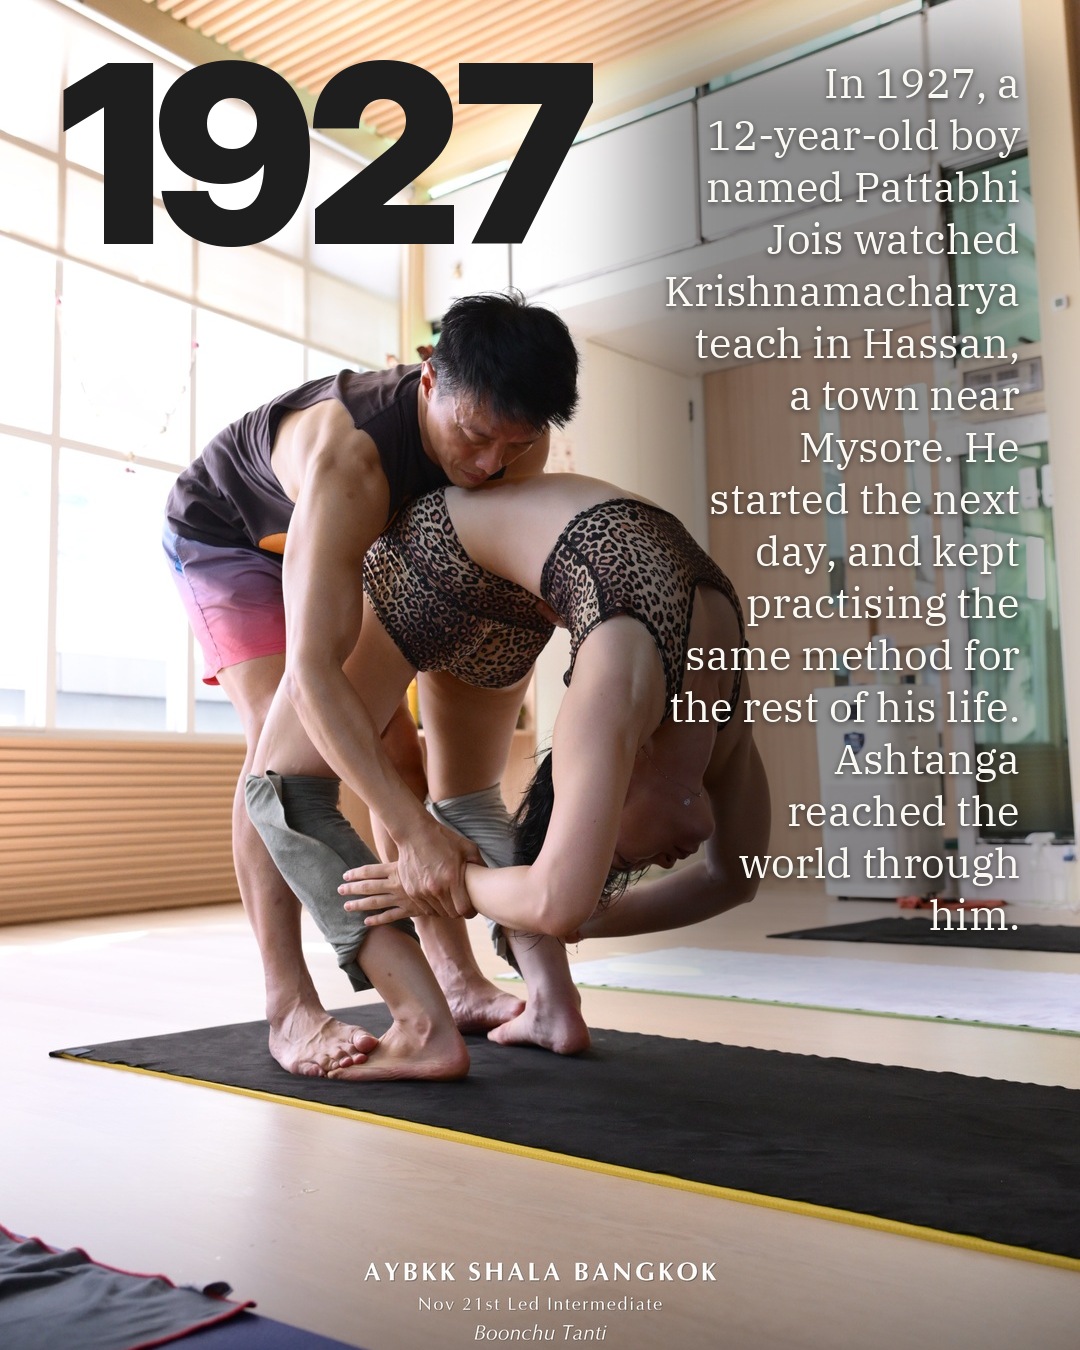 1927
In 1927, a
12-year-old boy
named Pattabhi
Jois watched
Krishnamacharya
teach in Hassan,
a town near
Mysore. He
started the next
day, and kept
practising the
same method for
the rest of his life.
Ashtanga
reached the
world through
him.
AYBKK SHALA BANGKOK
Nov 21st Led Intermediate
Boonchu Tanti